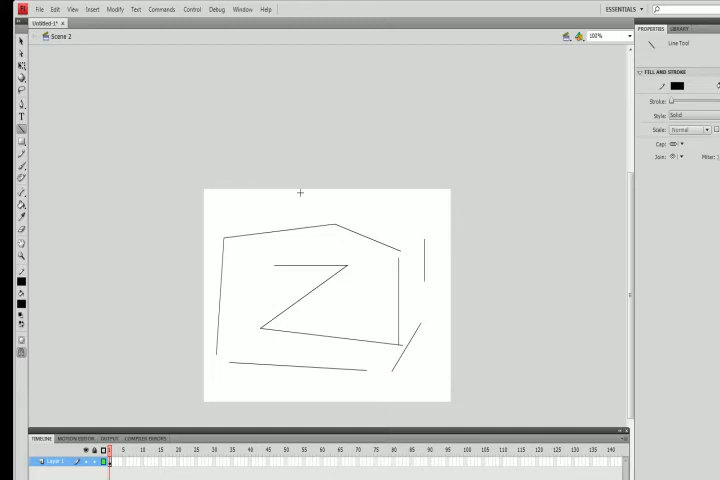 Fl File Edit View Insert Modify Text Commands Control Debug Window Help ESSENTIALS
Untitled-1* ×
Scene 2 100%
PROPERTIES LIBRARY
Line Tool
FILL AND STROKE
Stroke:
Style: Solid
Scale: Normal
Cap:
Join: Miter: 1
T
Z
TIMELINE MOTION EDITOR OUTPUT COMPILER ERRORS
1 5 10 15 20 25 30 35 40 45 50 55 60 65 70 75 80 85 90 95 100 105 110 115 120 125 130 135 140
Layer 1